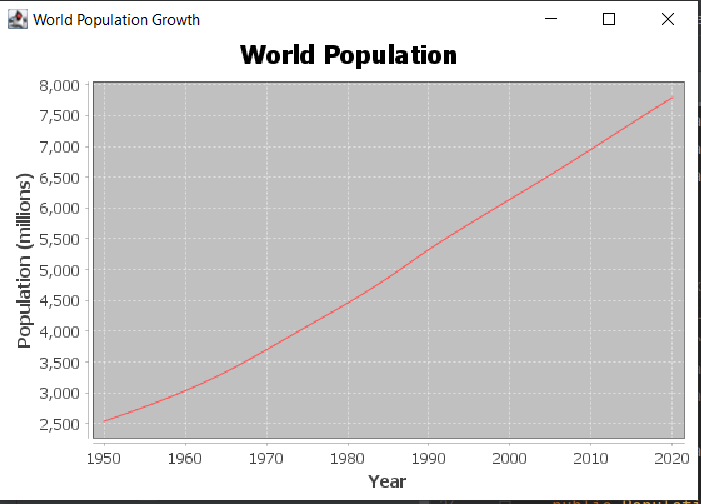 World Population Growth
World Population
8,000
7,500
7,000
6,500
6,000
5,500
5,000
4,500
4,000
3,500
3,000
2,500
Population (millions)
1950 1960 1970 1980 1990 2000 2010 2020
Year
public